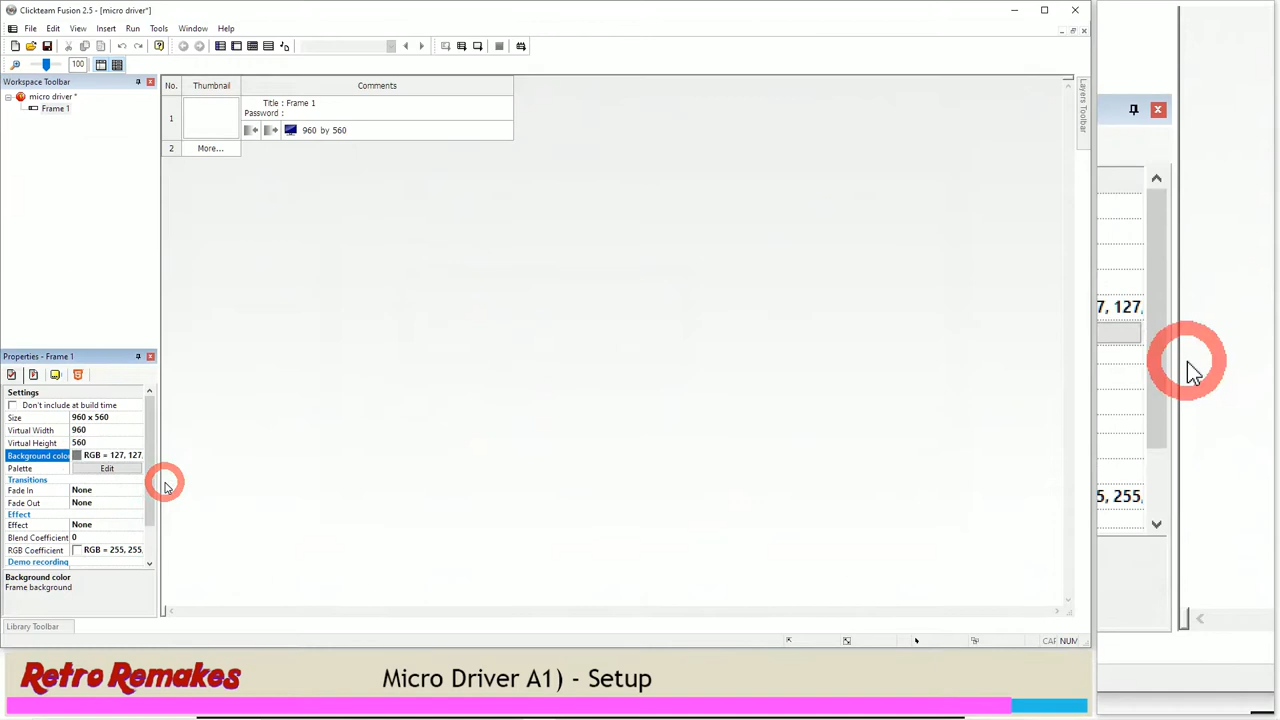 Clickteam Fusion 2.5 - [micro driver*]
File Edit View Insert Run Tools Window Help
100
Workspace Toolbar
micro driver *
Frame 1
No. Thumbnail Comments
1
Title : Frame 1
Password :
960 by 560
2 More...
Layers Toolbar
Properties - Frame 1
Settings
Don't include at build time
Size 960 x 560
Virtual Width 960
Virtual Height 560
Background color RGB = 127, 127,
Palette Edit
Transitions
Fade In None
Fade Out None
Effect
Effect None
Blend Coefficient 0
RGB Coefficient RGB = 255, 255,
Demo recording
Background color
Frame background
Library Toolbar
CAF NUM
7, 127,
5, 255,
Retro Remakes
Micro Driver A1) - Setup